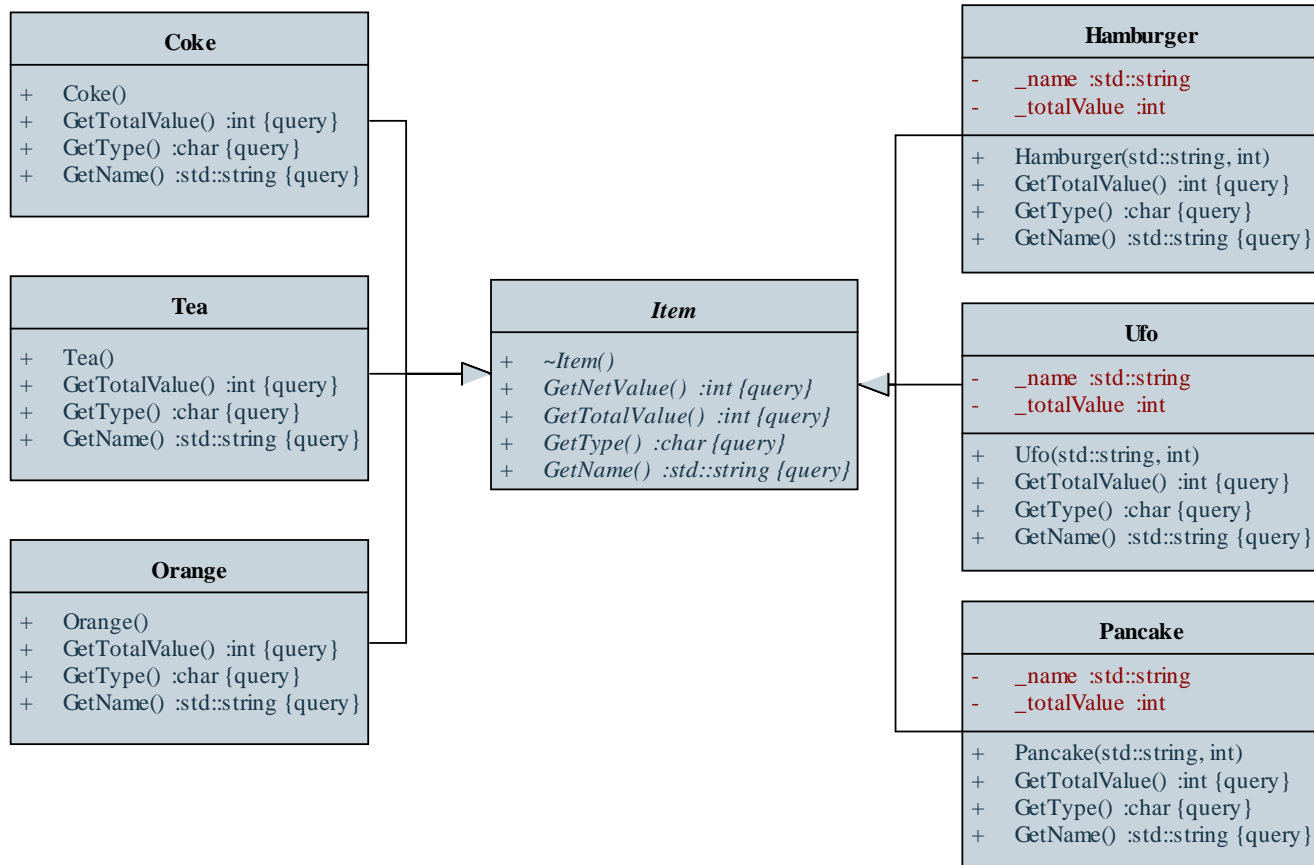 Coke
+ Coke()
+ GetTotalValue() :int {query}
+ GetType() :char {query}
+ GetName() :std::string {query}
Tea
+ Tea()
+ GetTotalValue() :int {query}
+ GetType() :char {query}
+ GetName() :std::string {query}
Orange
+ Orange()
+ GetTotalValue() :int {query}
+ GetType() :char {query}
+ GetName() :std::string {query}
Item
+ ~Item()
+ GetNetValue() :int {query}
+ GetTotalValue() :int {query}
+ GetType() :char {query}
+ GetName() :std::string {query}
Hamburger
- _name :std::string
- _totalValue :int
+ Hamburger(std::string, int)
+ GetTotalValue() :int {query}
+ GetType() :char {query}
+ GetName() :std::string {query}
Ufo
- _name :std::string
- _totalValue :int
+ Ufo(std::string, int)
+ GetTotalValue() :int {query}
+ GetType() :char {query}
+ GetName() :std::string {query}
Pancake
- _name :std::string
- _totalValue :int
+ Pancake(std::string, int)
+ GetTotalValue() :int {query}
+ GetType() :char {query}
+ GetName() :std::string {query}